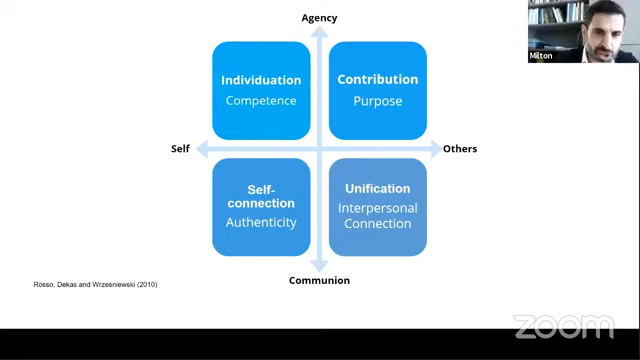 Agency
Milton
Individuation
Competence
Contribution
Purpose
Self
Others
Self-
connection
Authenticity
Unification
Interpersonal
Connection
Rosso, Dekas and Wrzesniewski (2010)
Communion
zoom